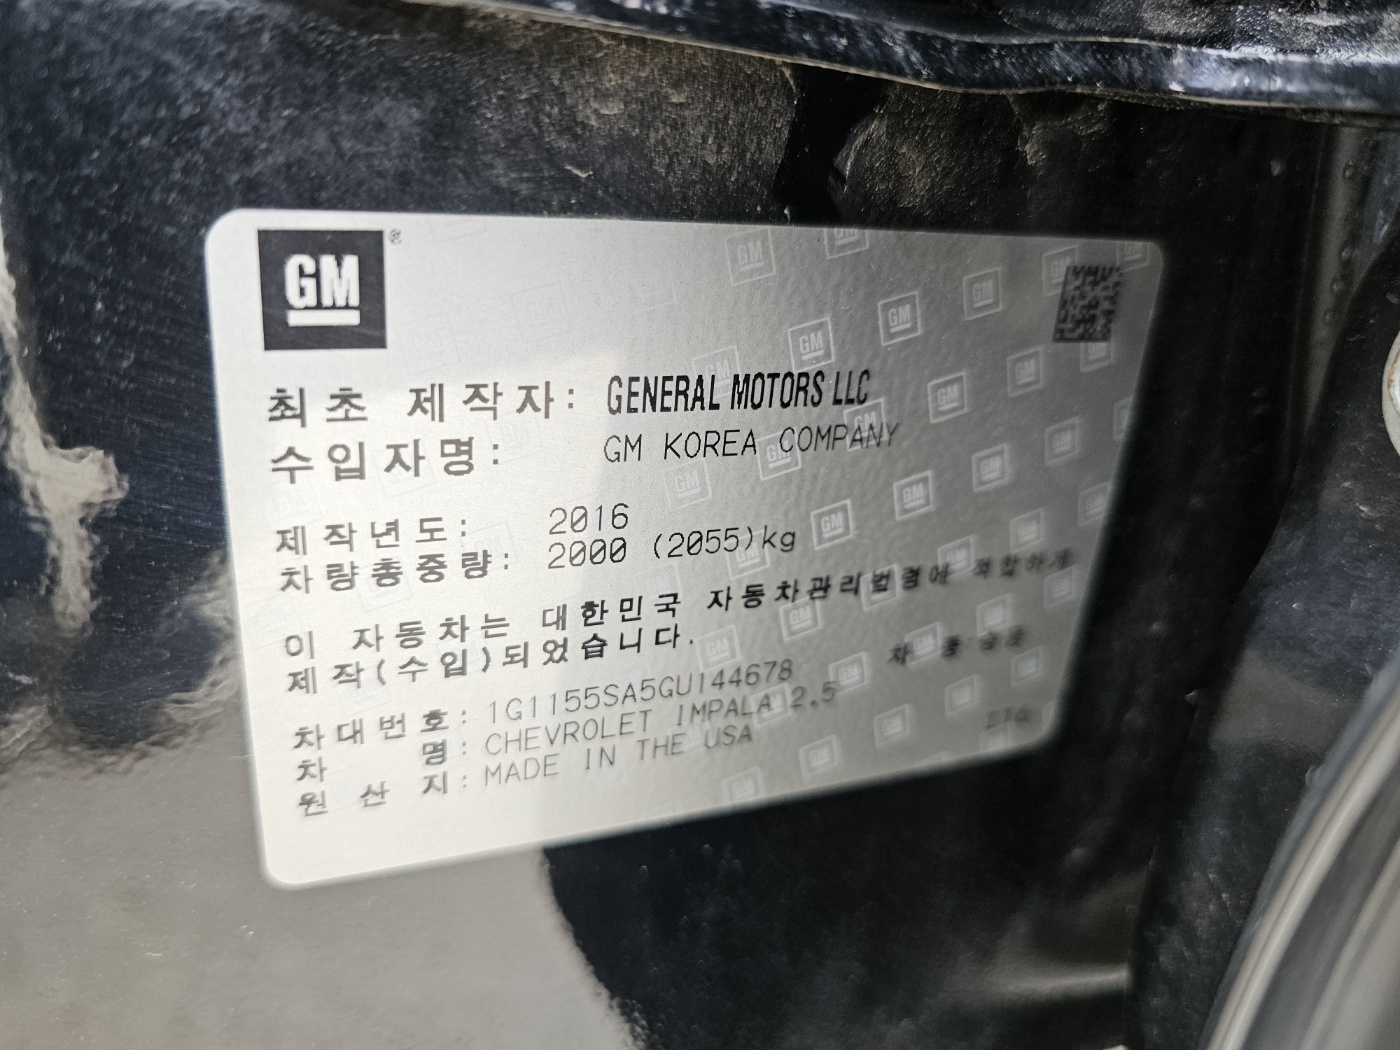 GM ®
최초 제작자: GENERAL MOTORS LLC
수입자명: GM KOREA COMPANY
제작년도: 2016
차량총중량: 2000 (2055)kg
이 자동차는 대한민국 자동차관리법령에 적합하게
제작(수입)되었습니다.
차대번호: 1G1155SA5GU144678 차 종:승용
차 명: CHEVROLET IMPALA 2.5
원 산 지: MADE IN THE USA